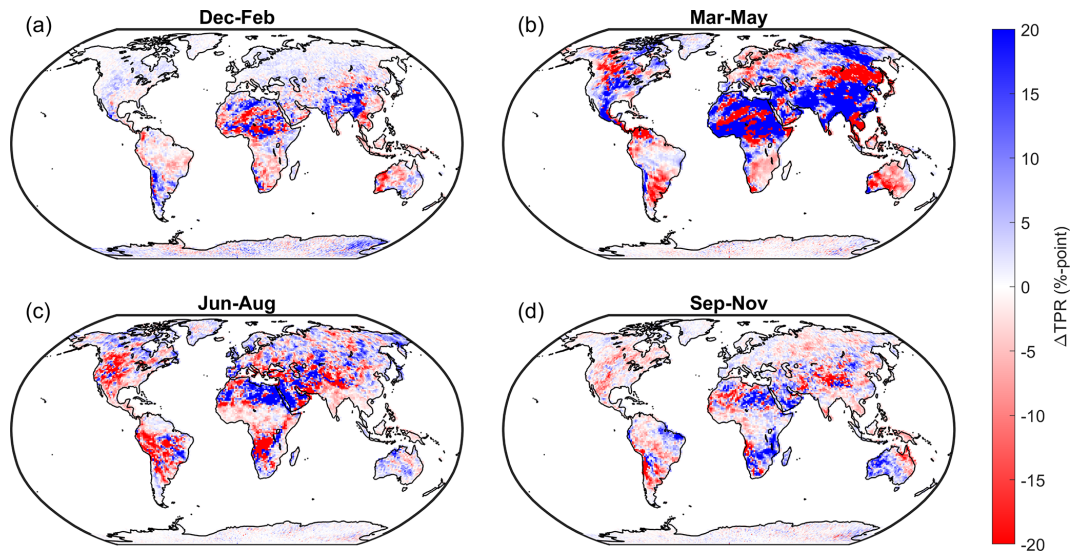 (a) Dec-Feb
(b) Mar-May
(c) Jun-Aug
(d) Sep-Nov
20
15
10
5
0
-5
-10
-15
-20
ΔTPR (%-point)